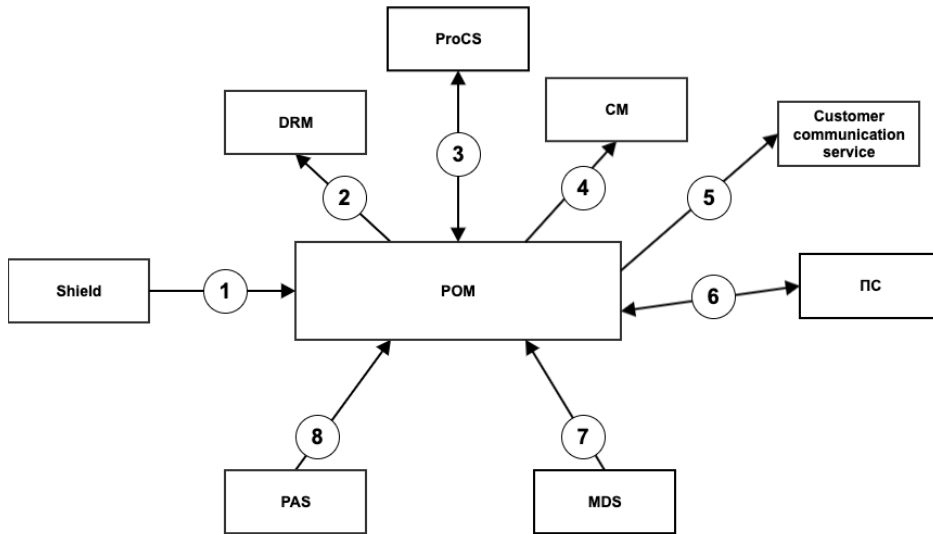 ProCS
DRM
CM
Customer
communication
service
3
2
4
5
Shield
1
POM
6
ПС
8
7
PAS
MDS